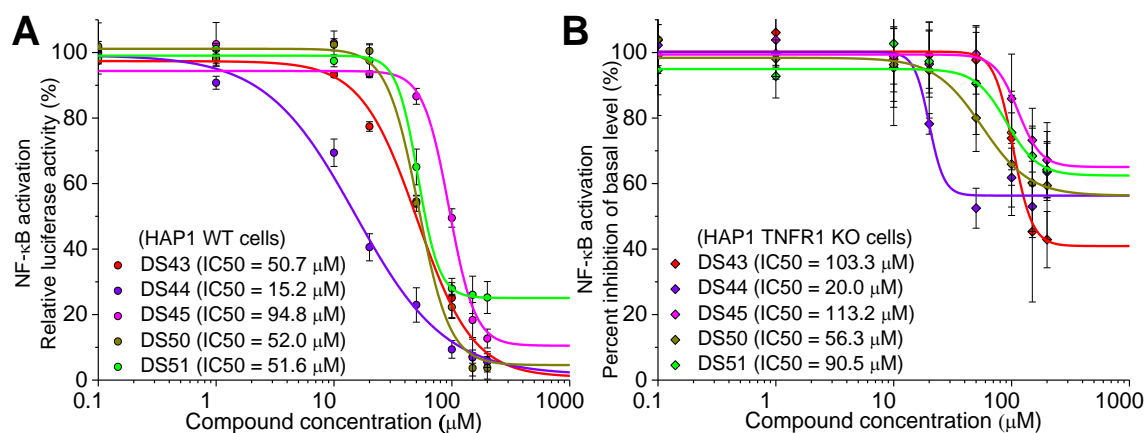 A
NF-κB activation
Relative luciferase activity (%)
100
80
60
40
20
0
(HAP1 WT cells)
DS43 (IC50 = 50.7 μM)
DS44 (IC50 = 15.2 μM)
DS45 (IC50 = 94.8 μM)
DS50 (IC50 = 52.0 μM)
DS51 (IC50 = 51.6 μM)
0.1 1 10 100 1000
Compound concentration (μM)
B
NF-κB activation
Percent inhibition of basal level (%)
100
80
60
40
20
0
(HAP1 TNFR1 KO cells)
DS43 (IC50 = 103.3 μM)
DS44 (IC50 = 20.0 μM)
DS45 (IC50 = 113.2 μM)
DS50 (IC50 = 56.3 μM)
DS51 (IC50 = 90.5 μM)
0.1 1 10 100 1000
Compound concentration (μM)